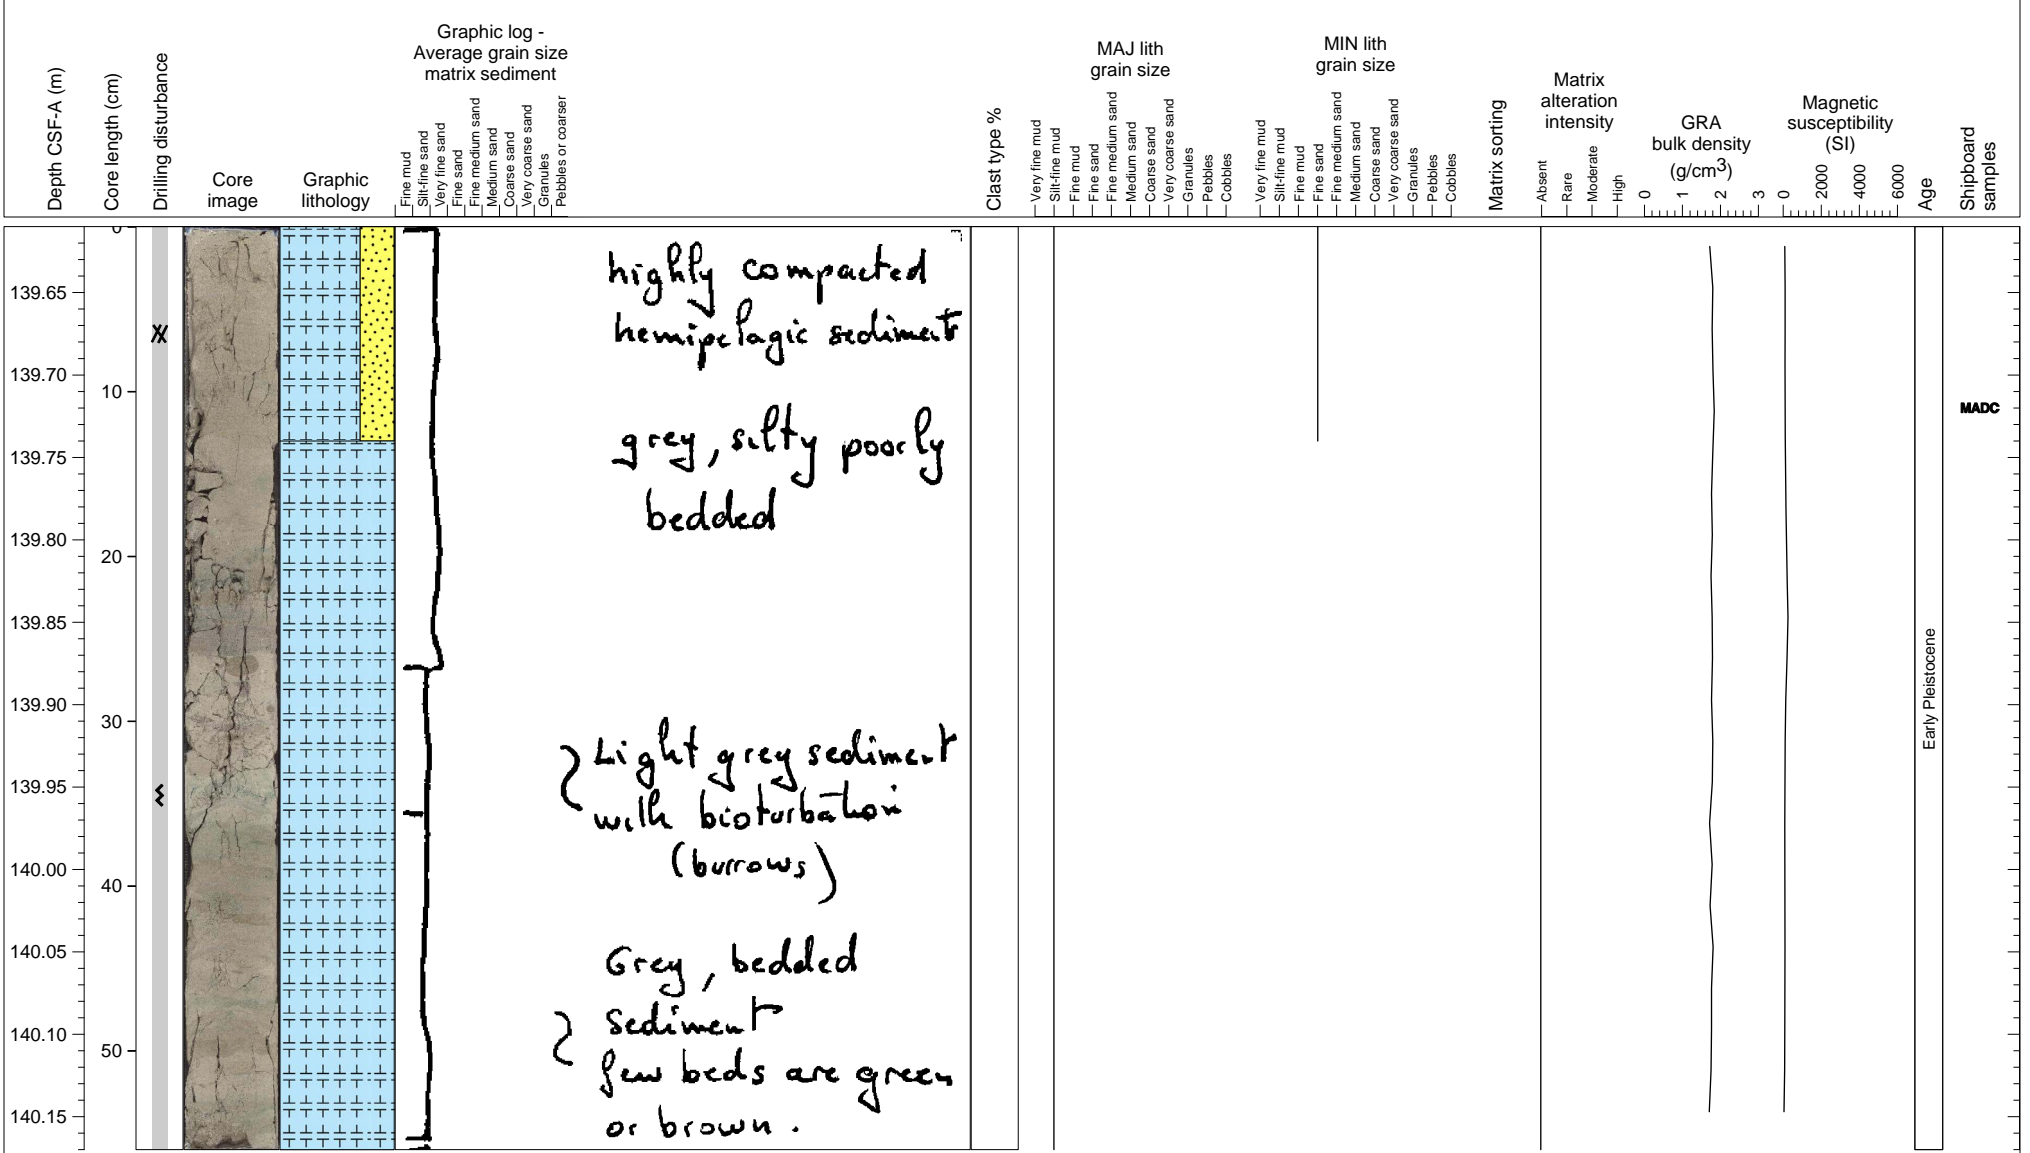 Depth CSF-A (m)
Core length (cm)
Drilling disturbance
Core
image
Graphic
lithology
Graphic log -
Average grain size
matrix sediment
Fine mud
Silt-fine sand
Very fine sand
Fine sand
Fine medium sand
Medium sand
Coarse sand
Very coarse sand
Granules
Pebbles or coarser
Clast type %
MAJ lith
grain size
Very fine mud
Silt-fine mud
Fine mud
Fine sand
Fine medium sand
Medium sand
Coarse sand
Very coarse sand
Granules
Pebbles
Cobbles
MIN lith
grain size
Very fine mud
Silt-fine mud
Fine mud
Fine sand
Fine medium sand
Medium sand
Coarse sand
Very coarse sand
Granules
Pebbles
Cobbles
Matrix sorting
Matrix
alteration
intensity
Absent
Rare
Moderate
High
GRA
bulk density
(g/cm3)
0 1 2 3
Magnetic
susceptibility
(SI)
0 2000 4000 6000
Age
Shipboard
samples
0
139.65
139.70
139.75
139.80
139.85
139.90
139.95
140.00
140.05
140.10
140.15
10
20
30
40
50
highly compacted
hemipelagic sediment
grey, silty poorly
bedded
Light grey sediment
with bioturbation
(burrows)
Grey, bedded
Sediment
few beds are green
or brown.
MADC
Early Pleistocene